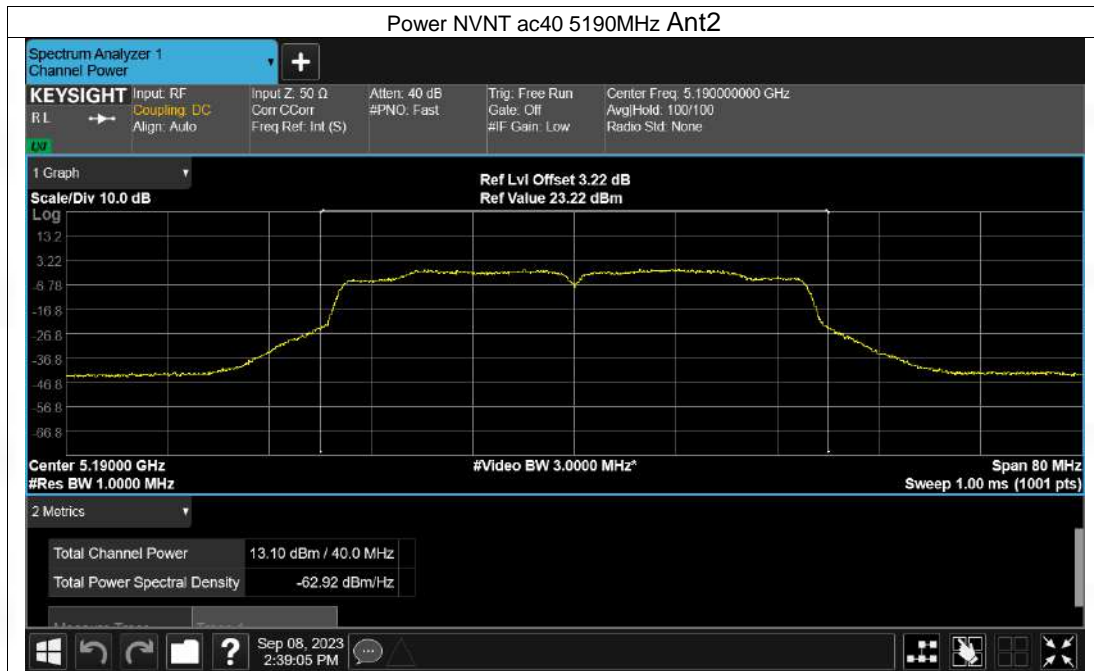 Power NVNT ac40 5190MHz Ant2
Spectrum Analyzer 1
Channel Power
KEYSIGHT
R L
LXI
Input: RF
Coupling: DC
Align: Auto
Input Z: 50 Ω
Corr CCorr
Freq Ref: Int (S)
Atten: 40 dB
#PNO: Fast
Trig: Free Run
Gate: Off
#IF Gain: Low
Center Freq: 5.190000000 GHz
Avg|Hold: 100/100
Radio Std: None
1 Graph
Scale/Div 10.0 dB
Ref Lvl Offset 3.22 dB
Ref Value 23.22 dBm
Log
13.2
3.22
-6.78
-16.8
-26.8
-36.8
-46.8
-56.8
-66.8
Center 5.19000 GHz
#Video BW 3.0000 MHz*
Span 80 MHz
#Res BW 1.0000 MHz
Sweep 1.00 ms (1001 pts)
2 Metrics
Total Channel Power 13.10 dBm / 40.0 MHz
Total Power Spectral Density -62.92 dBm/Hz
Sep 08, 2023
2:39:05 PM